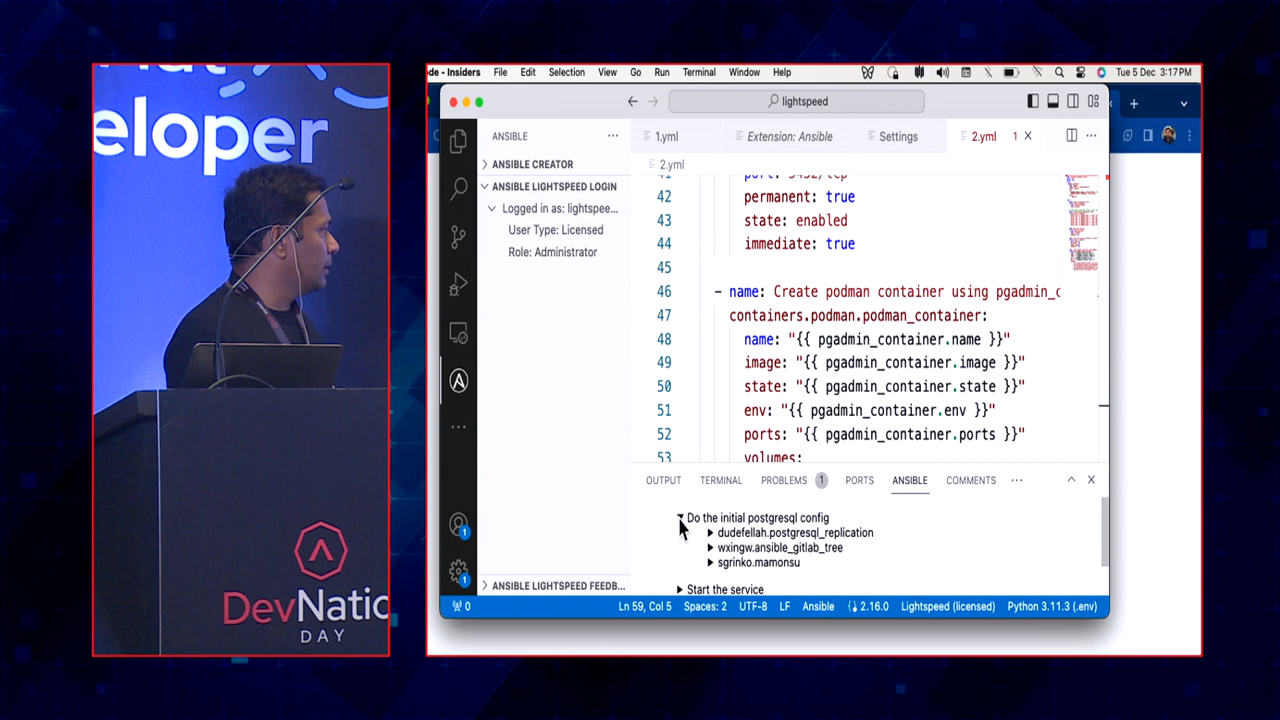 eloper
DevNatic
DAY
de - Insiders File Edit Selection View Go Run Terminal Window Help Tue 5 Dec 3:17 PM
lightspeed
ANSIBLE ...
1.yml Extension: Ansible Settings 2.yml 1
2.yml
ANSIBLE CREATOR
ANSIBLE LIGHTSPEED LOGIN
Logged in as: lightspee...
User Type: Licensed
Role: Administrator
42 permanent: true
43 state: enabled
44 immediate: true
45
46 - name: Create podman container using pgadmin_c
47 containers.podman.podman_container:
48 name: "{{ pgadmin_container.name }}"
49 image: "{{ pgadmin_container.image }}"
50 state: "{{ pgadmin_container.state }}"
51 env: "{{ pgadmin_container.env }}"
52 ports: "{{ pgadmin_container.ports }}"
53 volumes:
OUTPUT TERMINAL PROBLEMS 1 PORTS ANSIBLE COMMENTS ...
Do the initial postgresql config
dudefellah.postgresql_replication
wxingw.ansible_gitlab_tree
sgrinko.mamonsu
Start the service
1
1
ANSIBLE LIGHTSPEED FEEDB...
0 Ln 59, Col 5 Spaces: 2 UTF-8 LF Ansible 2.16.0 Lightspeed (licensed) Python 3.11.3 (.env)